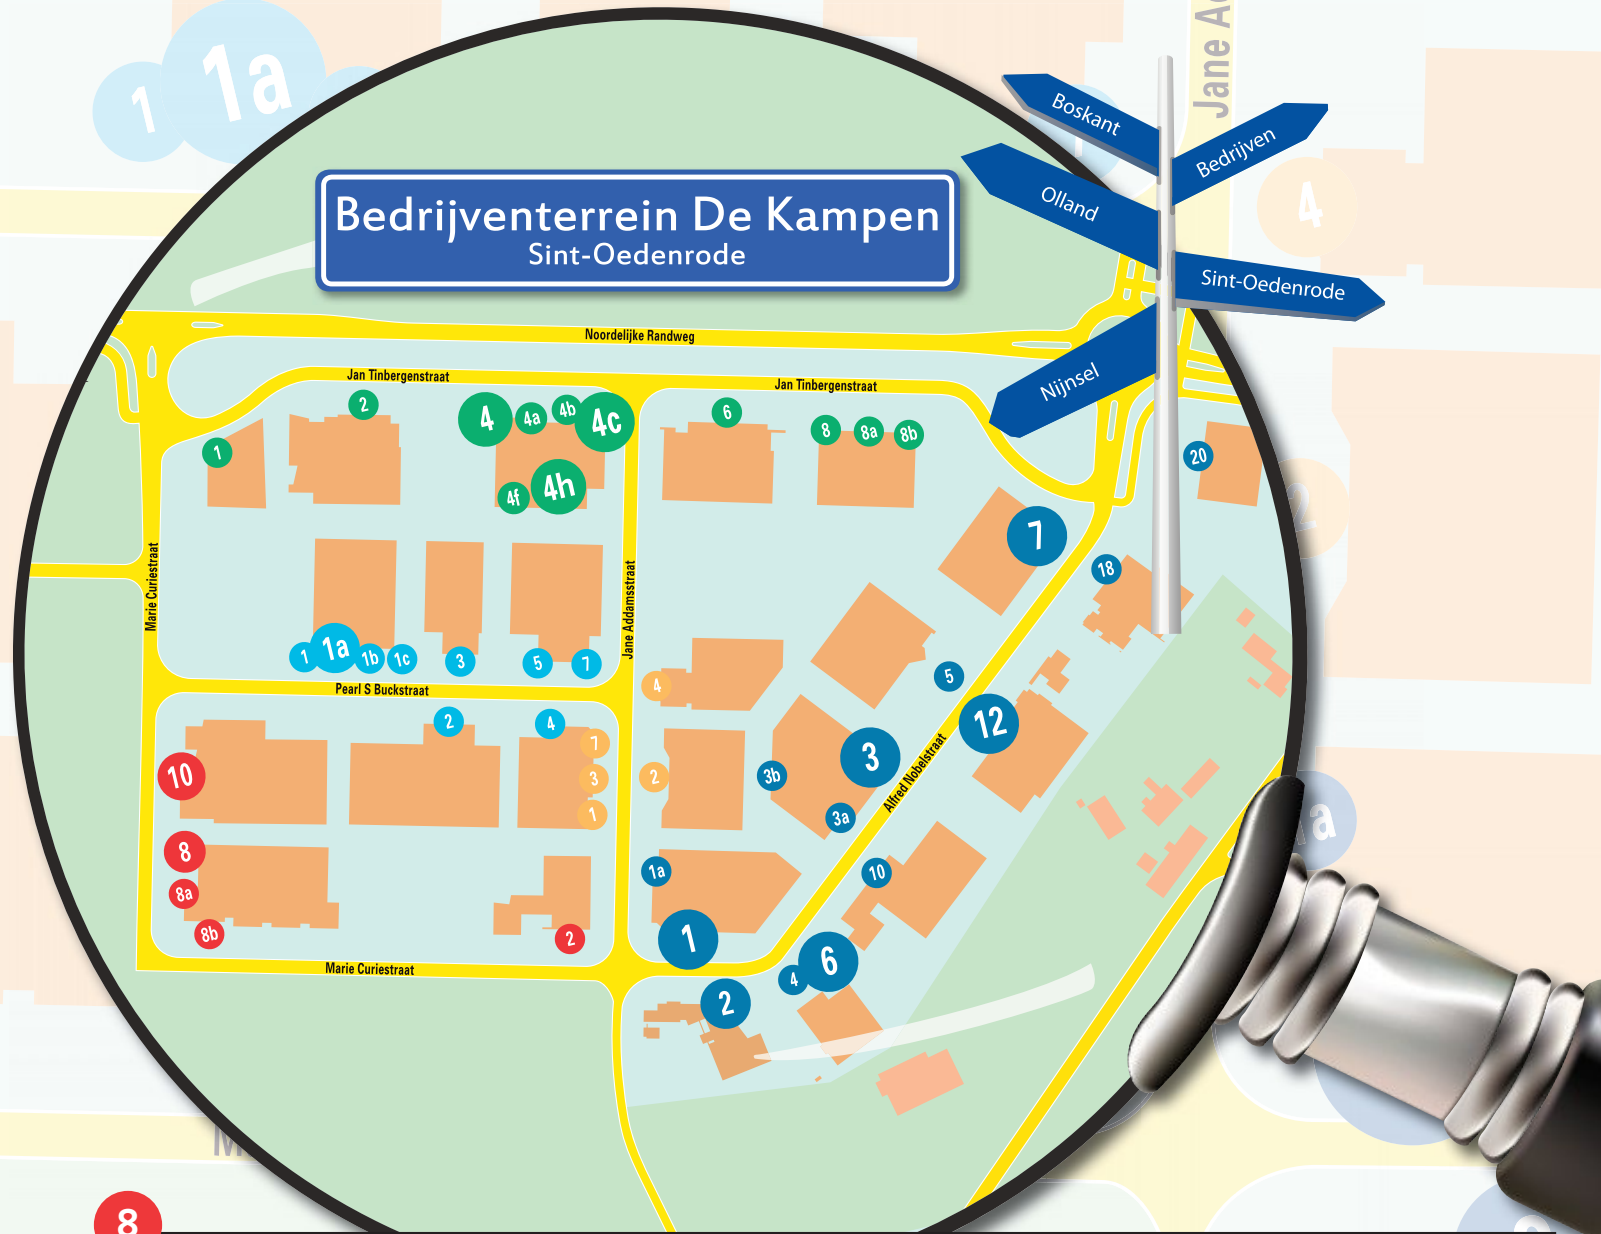 1
1a
Jane Ad
4
2
1a
M
8
Bedrijventerrein De Kampen
Sint-Oedenrode
Boskant
Bedrijven
Olland
Sint-Oedenrode
Nijnsel
Noordelijke Randweg
Jan Tinbergenstraat
Jan Tinbergenstraat
1
2
4
4a
4b
4c
4f
4h
6
8
8a
8b
20
7
18
Marie Curiestraat
Jane Addamsstraat
1
1a
1b
1c
3
5
7
Pearl S Buckstraat
2
4
4
7
3
1
2
5
12
3
3b
3a
Alfred Nobelstraat
10
8
8a
8b
2
1a
1
10
Marie Curiestraat
2
4
6